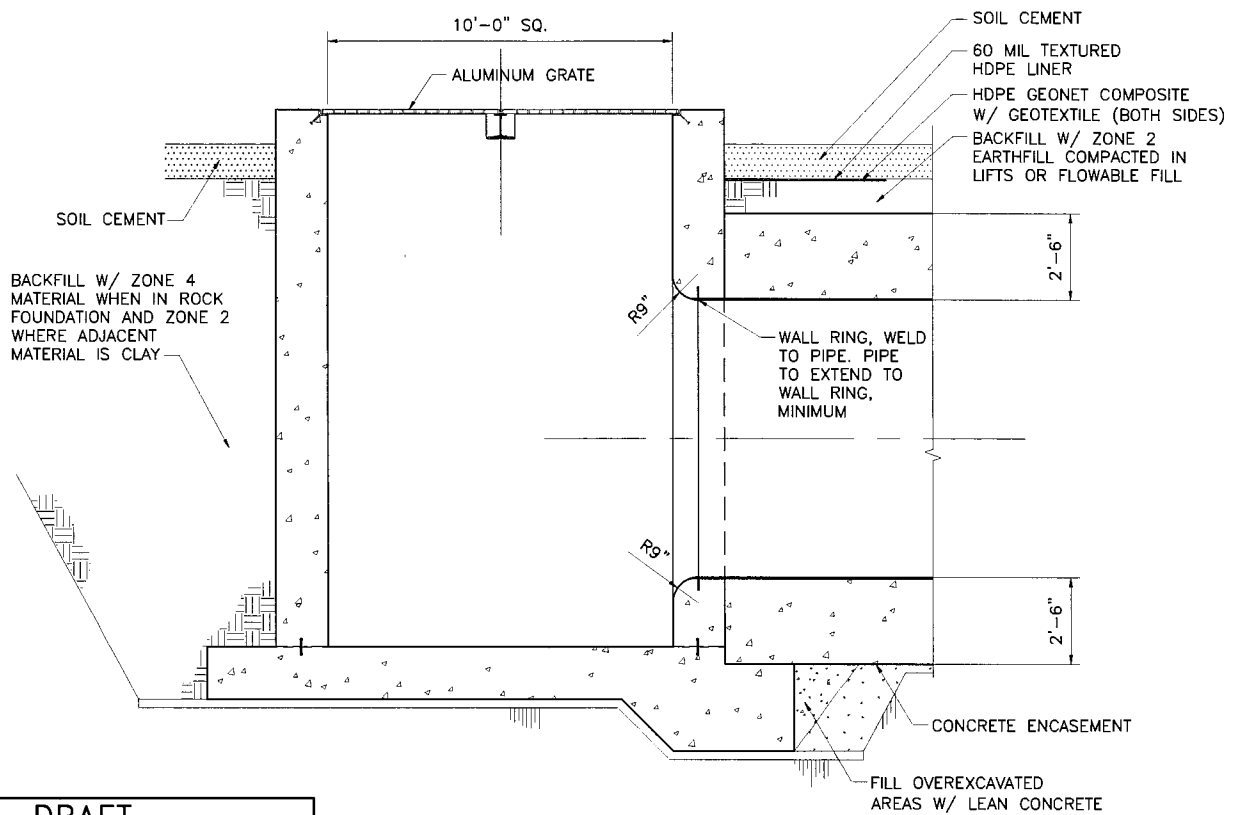 10'-0" SQ.
ALUMINUM GRATE
SOIL CEMENT
60 MIL TEXTURED
HDPE LINER
HDPE GEONET COMPOSITE
W/ GEOTEXTILE (BOTH SIDES)
BACKFILL W/ ZONE 2
EARTHFILL COMPACTED IN
LIFTS OR FLOWABLE FILL
SOIL CEMENT
2'-6"
BACKFILL W/ ZONE 4
MATERIAL WHEN IN ROCK
FOUNDATION AND ZONE 2
WHERE ADJACENT
MATERIAL IS CLAY
R9"
WALL RING, WELD
TO PIPE. PIPE
TO EXTEND TO
WALL RING,
MINIMUM
R9"
2'-6"
CONCRETE ENCASEMENT
FILL OVEREXCAVATED
AREAS W/ LEAN CONCRETE
DRAFT